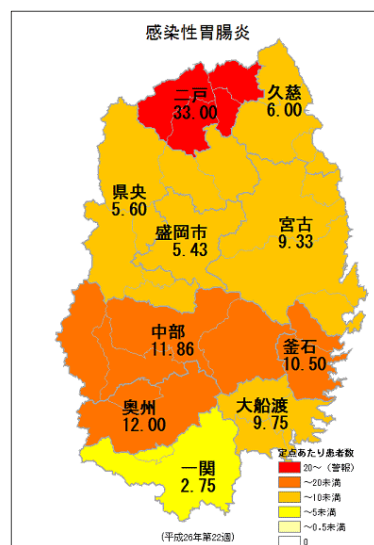 感染性胃腸炎
二戸
33.00
久慈
6.00
県央
5.60
盛岡市
5.43
宮古
9.33
中部
11.86
釜石
10.50
奥州
12.00
大船渡
9.75
一関
2.75
定点あたり患者数
20～（警報）
～20未満
～10未満
～5未満
～0.5未満
0
(平成26年第22週)